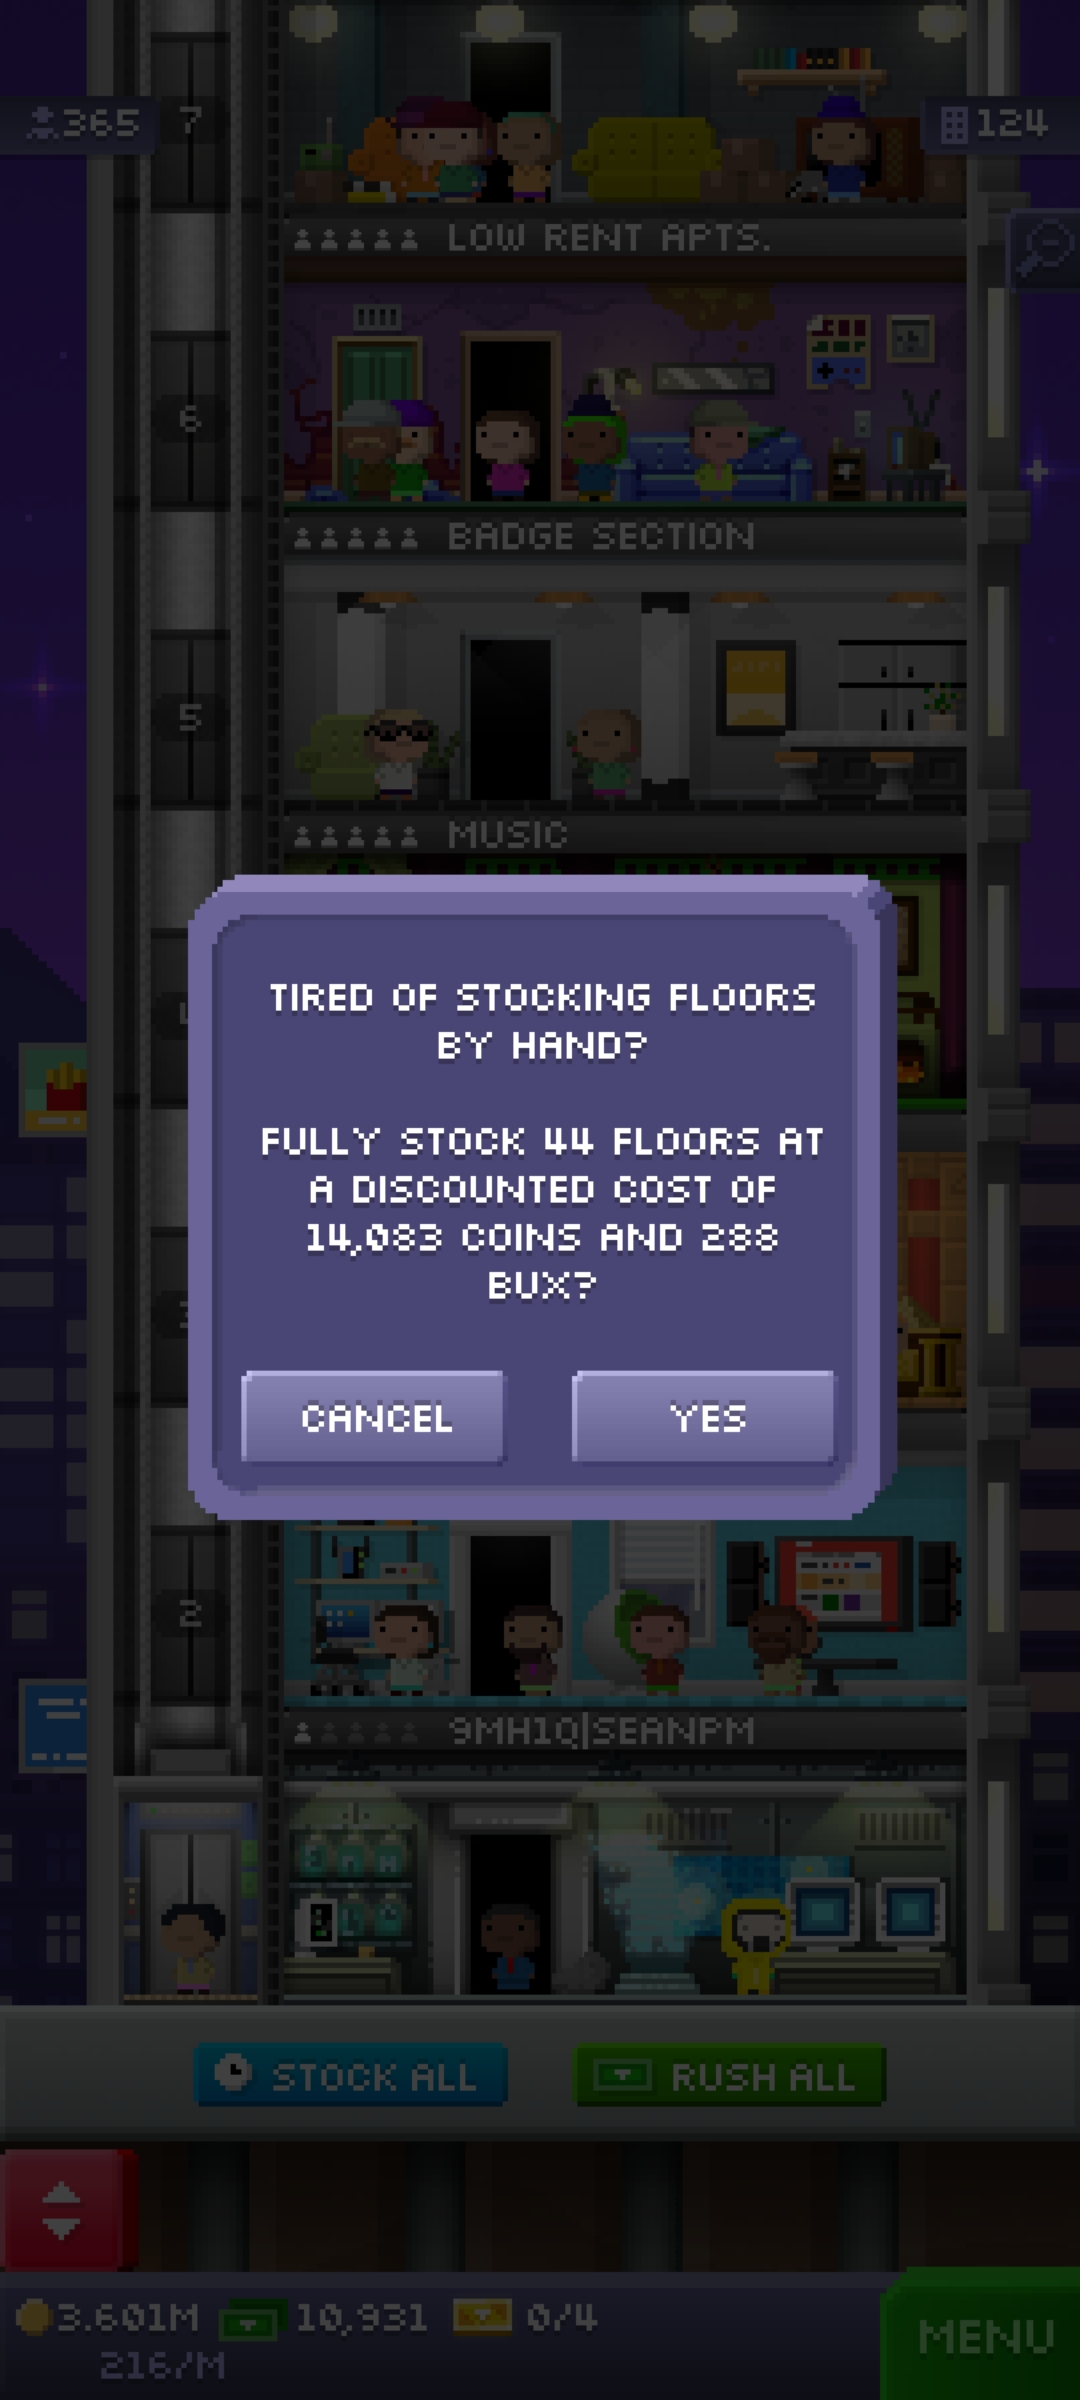 365
7
124
LOW RENT APTS.
6
BADGE SECTION
5
MUSIC
TIRED OF STOCKING FLOORS
BY HAND?
FULLY STOCK 44 FLOORS AT
A DISCOUNTED COST OF
14,083 COINS AND 288
BUX?
CANCEL
YES
2
9MH1Q|SEANPM
STOCK ALL
RUSH ALL
3.601M
10,931
0/4
216/M
MENU